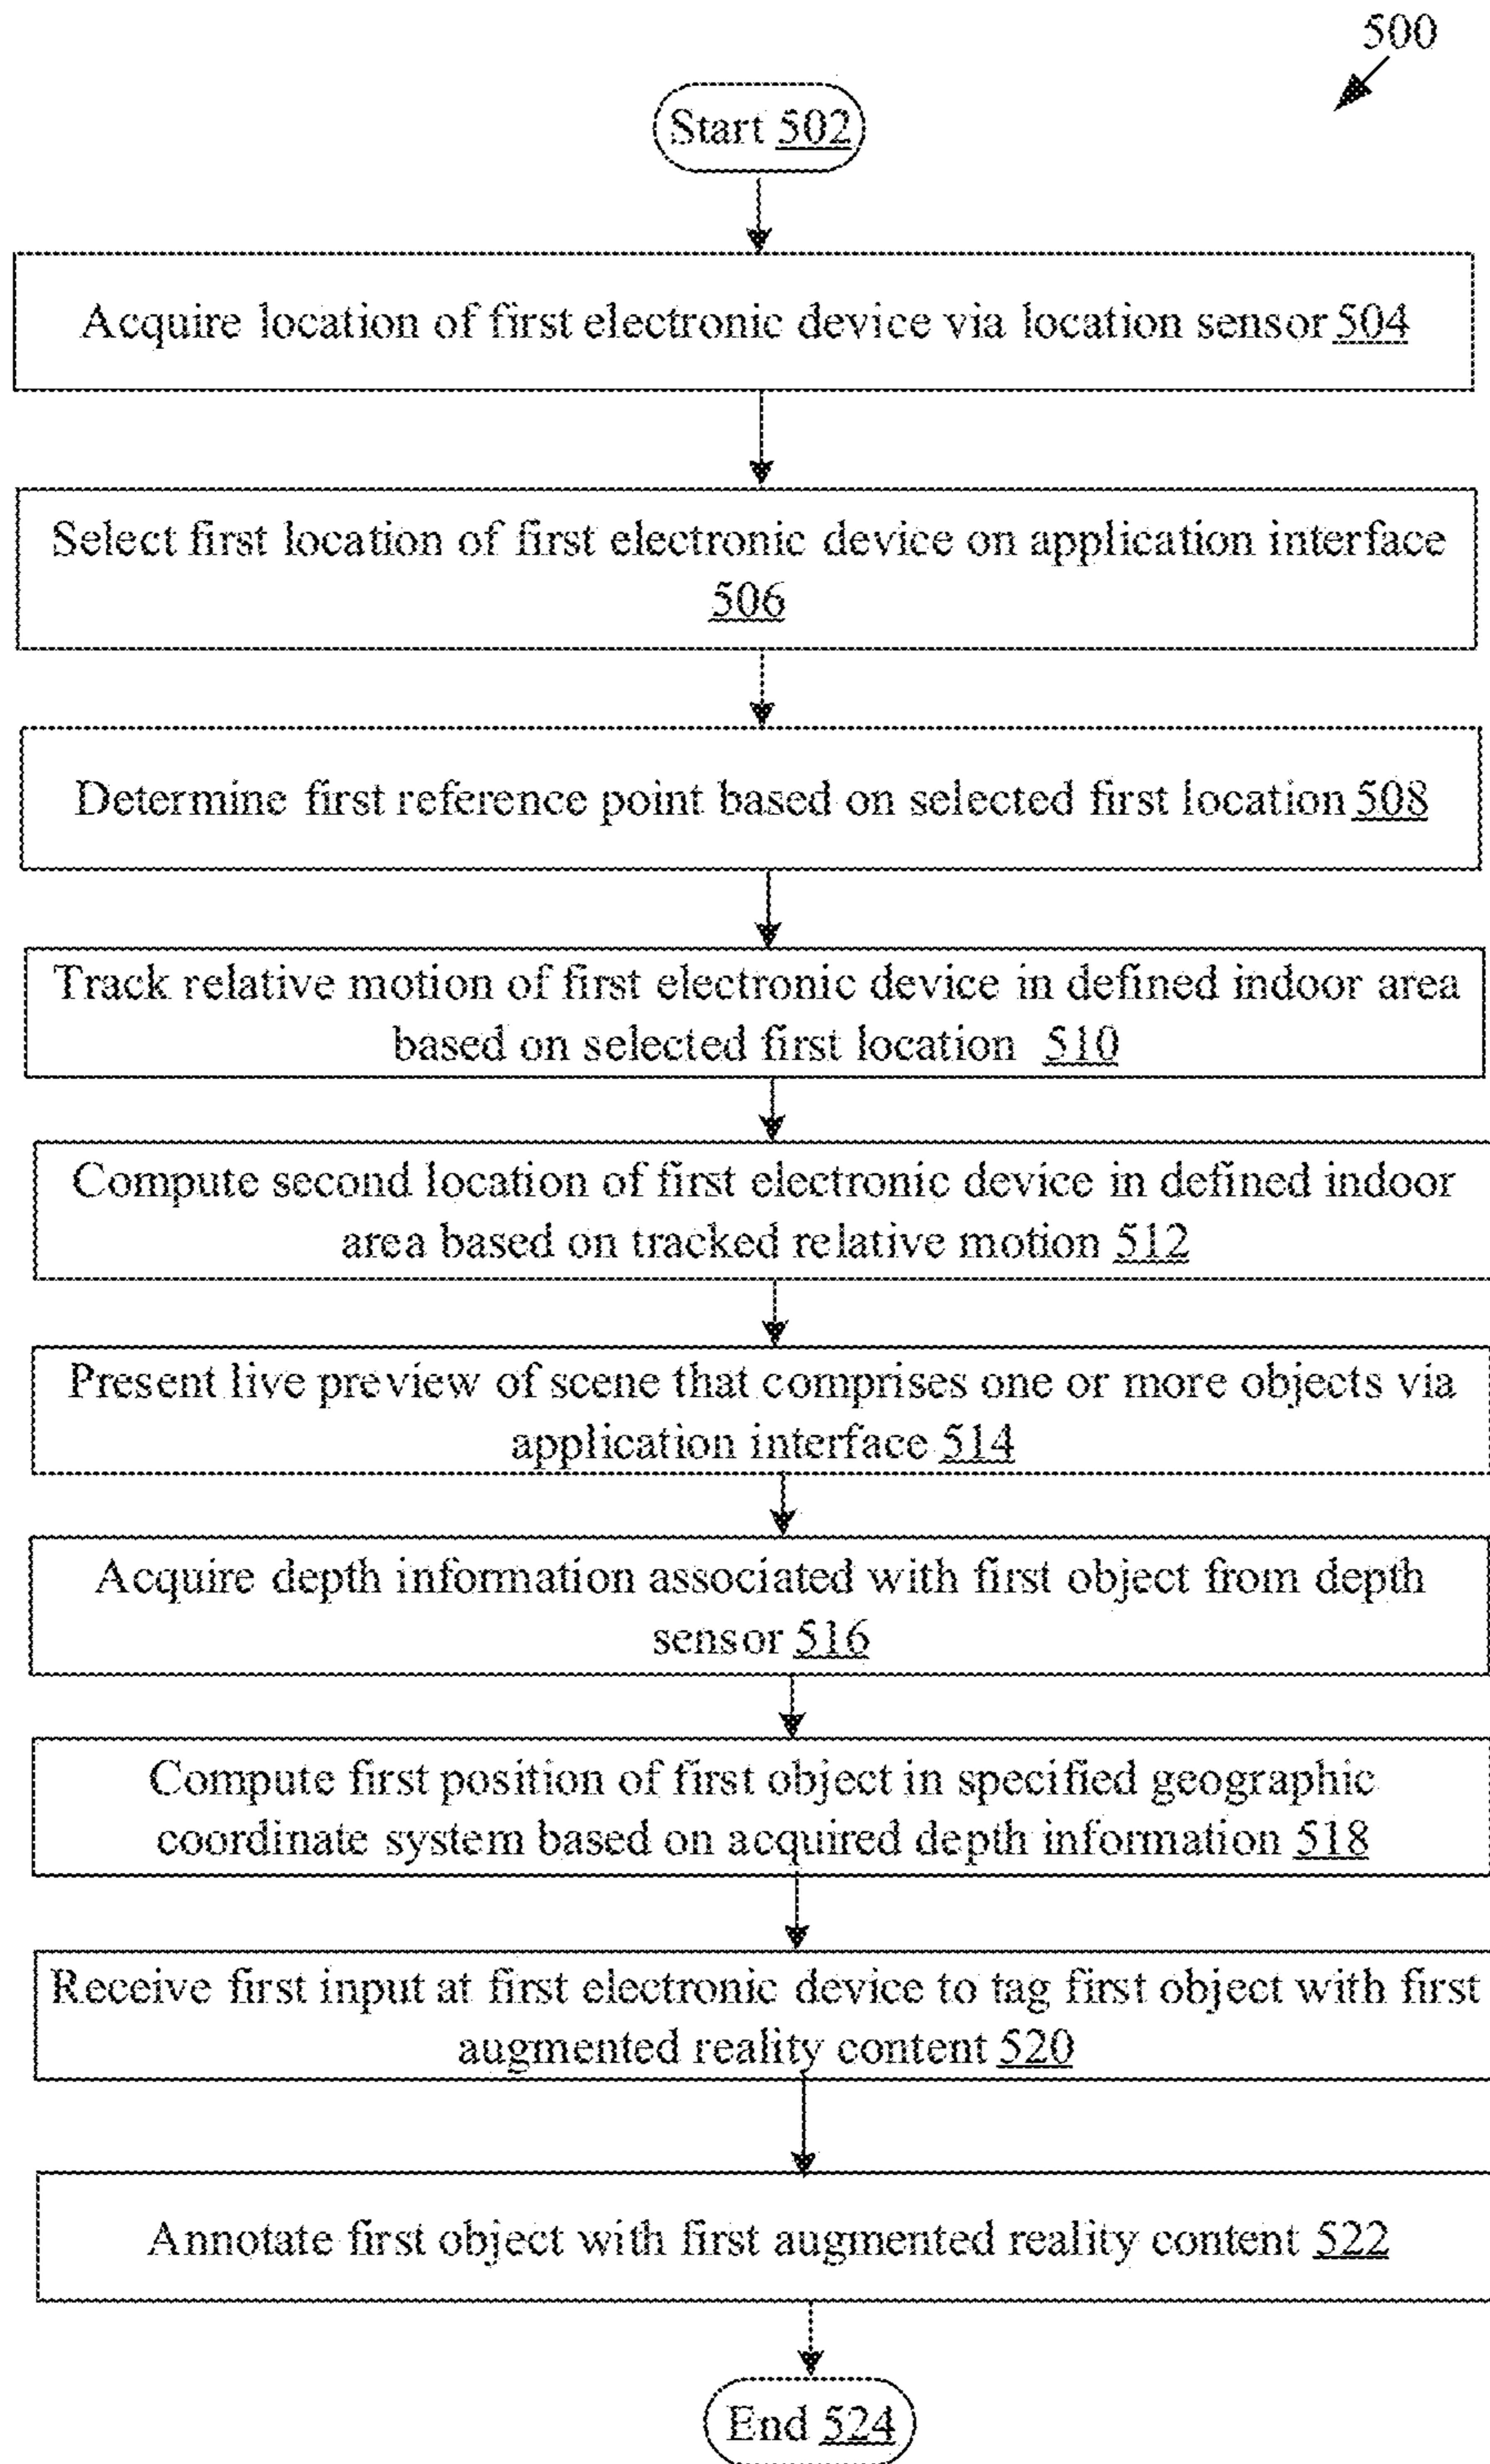 500
Start 502
Acquire location of first electronic device via location sensor 504
Select first location of first electronic device on application interface
506
Determine first reference point based on selected first location 508
Track relative motion of first electronic device in defined indoor area
based on selected first location 510
Compute second location of first electronic device in defined indoor
area based on tracked relative motion 512
Present live preview of scene that comprises one or more objects via
application interface 514
Acquire depth information associated with first object from depth
sensor 516
Compute first position of first object in specified geographic
coordinate system based on acquired depth information 518
Receive first input at first electronic device to tag first object with first
augmented reality content 520
Annotate first object with first augmented reality content 522
End 524